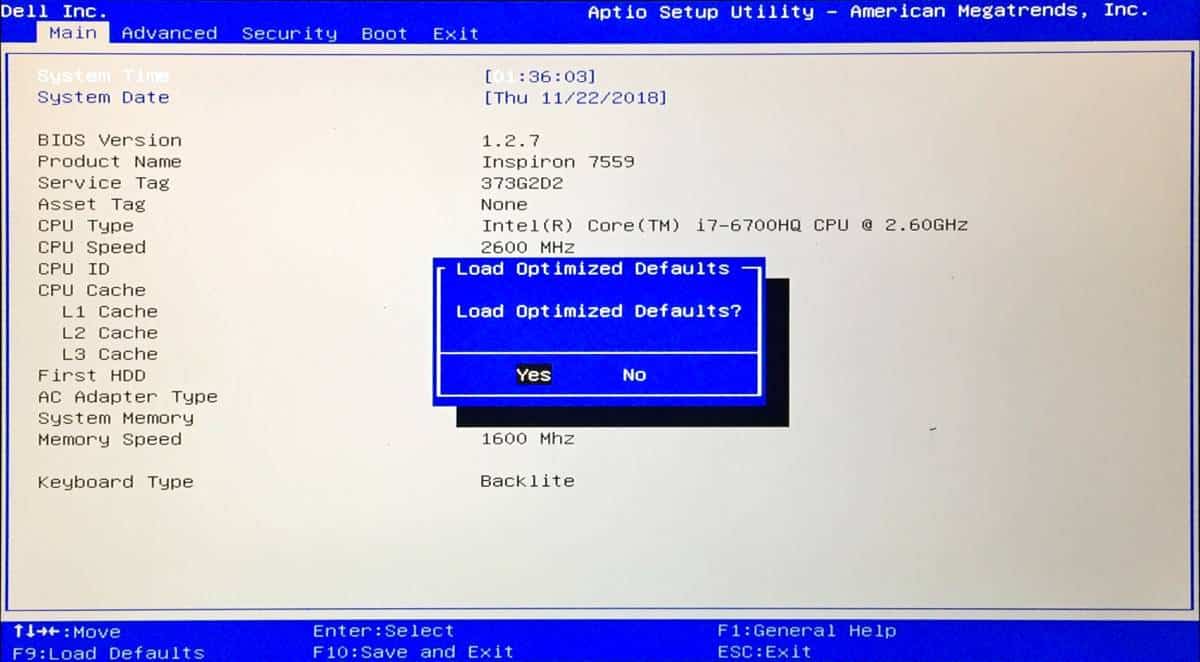 Dell Inc.
Aptio Setup Utility – American Megatrends, Inc.
Main Advanced Security Boot Exit
System Time [01:36:03]
System Date [Thu 11/22/2018]
BIOS Version 1.2.7
Product Name Inspiron 7559
Service Tag 373G2D2
Asset Tag None
CPU Type Intel(R) Core(TM) i7-6700HQ CPU @ 2.60GHz
CPU Speed 2600 MHz
CPU ID
CPU Cache
L1 Cache
L2 Cache
L3 Cache
First HDD
AC Adapter Type
System Memory
Memory Speed 1600 Mhz
Keyboard Type Backlite
Load Optimized Defaults
Load Optimized Defaults?
Yes No
↑↓→←:Move Enter:Select F1:General Help
F9:Load Defaults F10:Save and Exit ESC:Exit